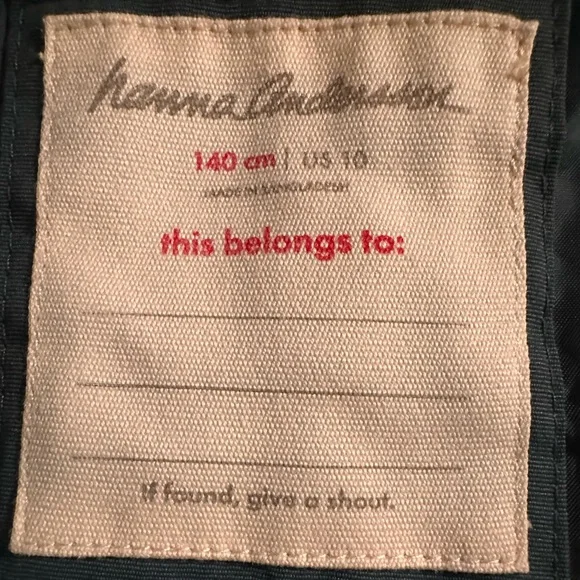 hanna Andersson
140 cm | US 10
MADE IN BANGLADESH
this belongs to:
If found, give a shout.